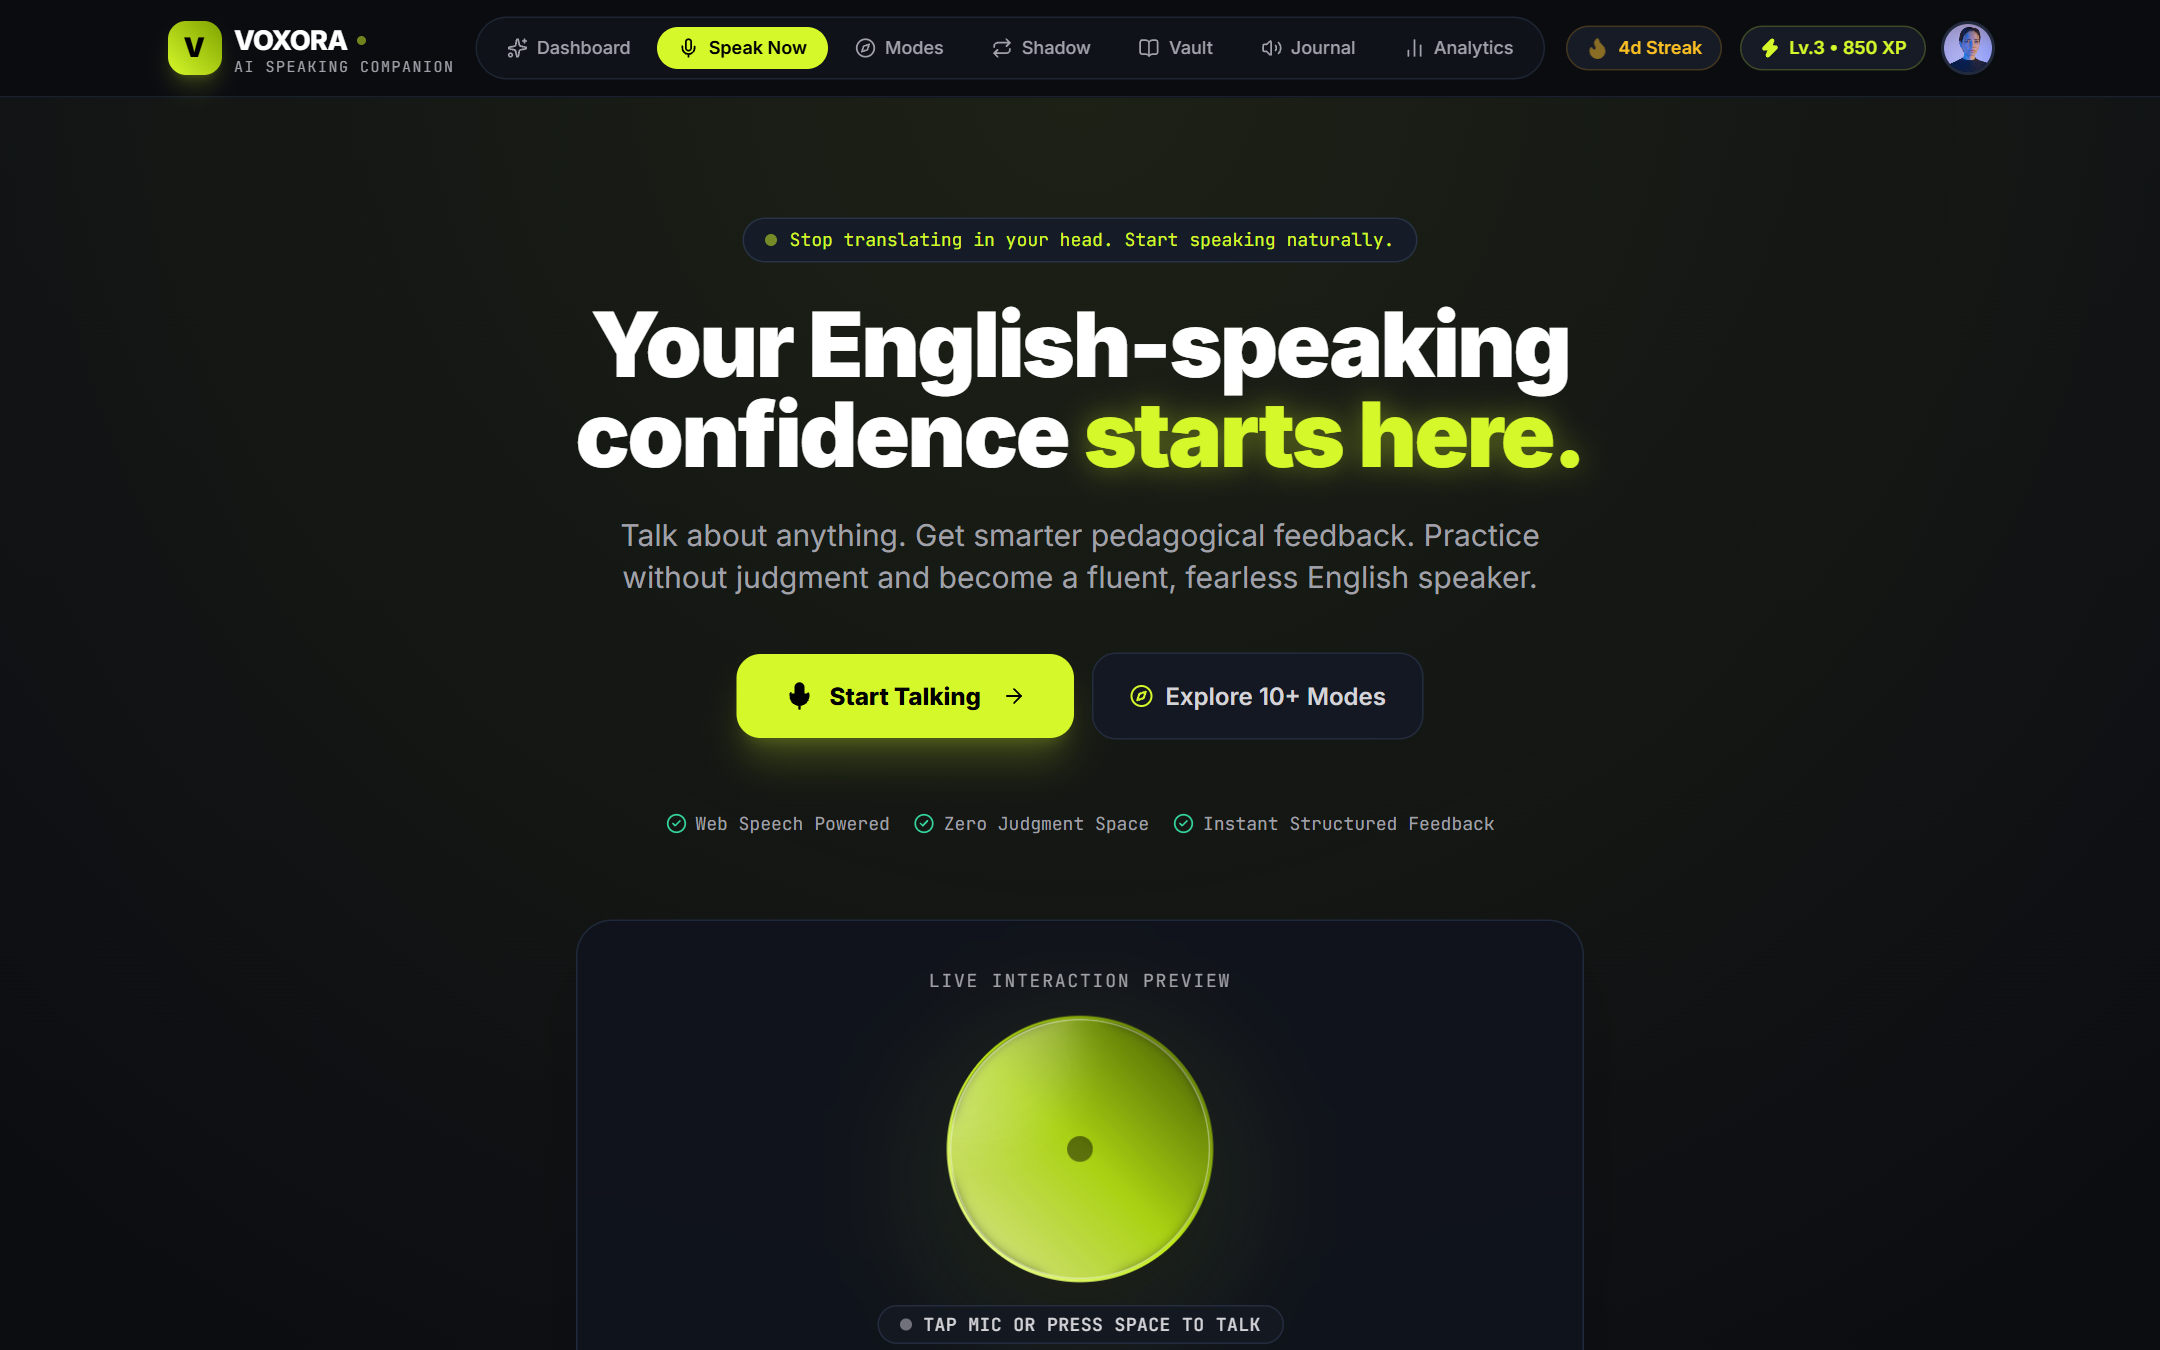 V
VOXORA
AI SPEAKING COMPANION
Dashboard
Speak Now
Modes
Shadow
Vault
Journal
Analytics
4d Streak
Lv.3 • 850 XP
Stop translating in your head. Start speaking naturally.
Your English-speaking
confidence starts here.
Talk about anything. Get smarter pedagogical feedback. Practice
without judgment and become a fluent, fearless English speaker.
Start Talking →
Explore 10+ Modes
Web Speech Powered
Zero Judgment Space
Instant Structured Feedback
LIVE INTERACTION PREVIEW
TAP MIC OR PRESS SPACE TO TALK